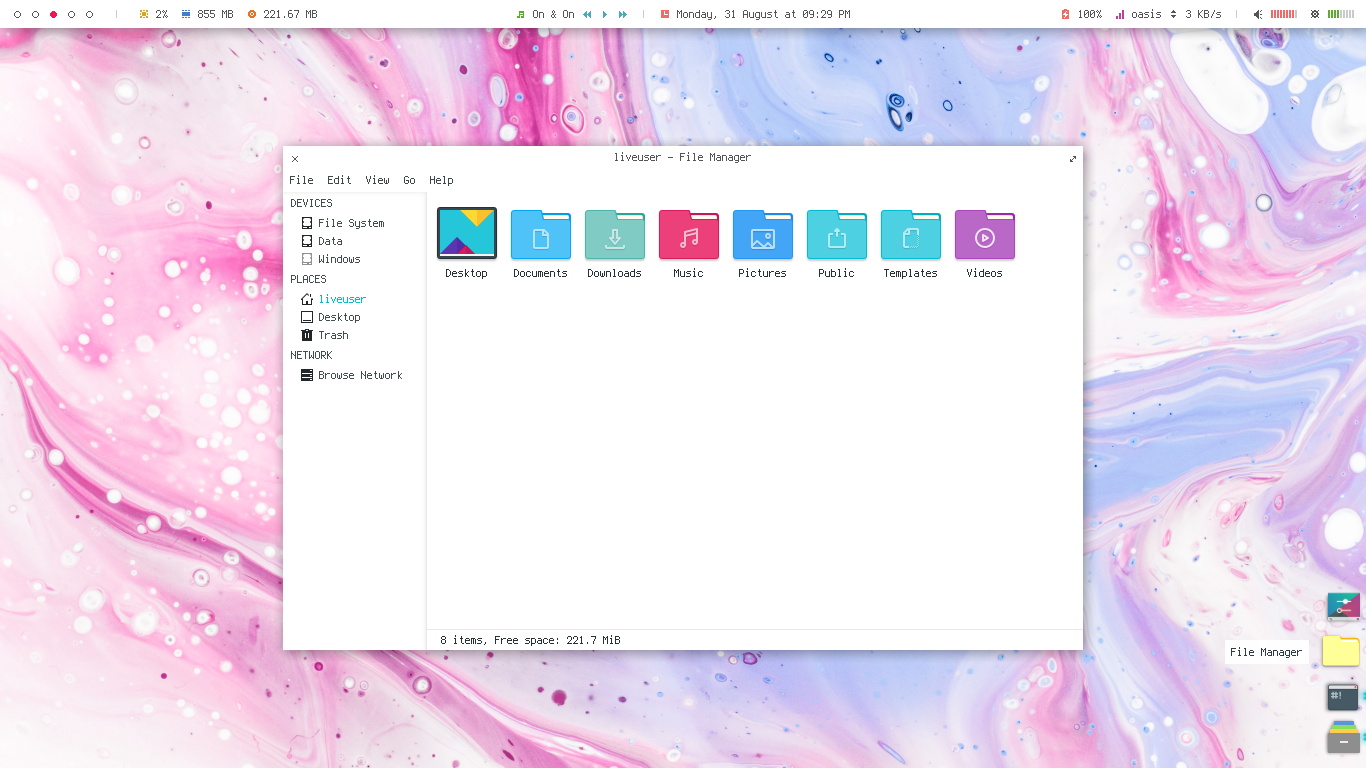 2% 855 MB 221.67 MB On & On Monday, 31 August at 09:29 PM 100% oasis 3 KB/s
liveuser - File Manager
File Edit View Go Help
DEVICES
File System
Data
Windows
PLACES
liveuser
Desktop
Trash
NETWORK
Browse Network
Desktop Documents Downloads Music Pictures Public Templates Videos
8 items, Free space: 221.7 MiB
File Manager
#!